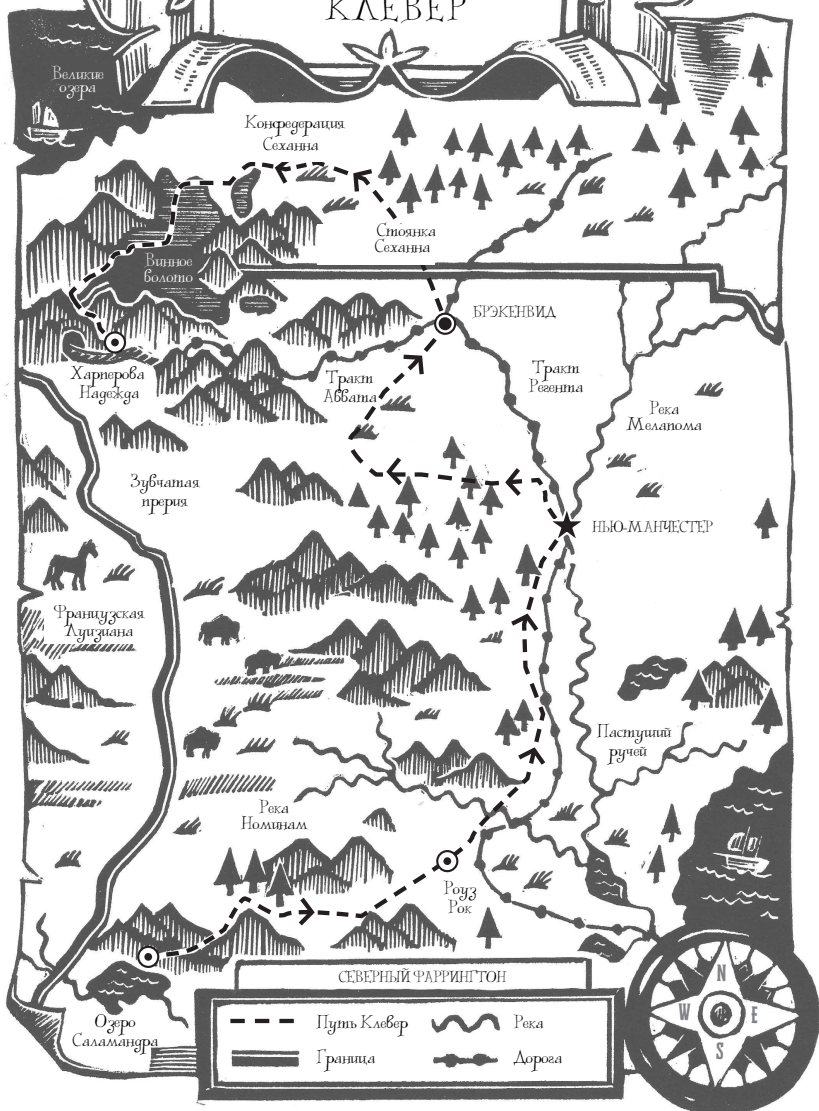 КЛЕВЕР
Великие
озера
Конфедерация
Сеханна
Стоянка
Сеханна
Винное
болото
БРЭКЕНВИД
Харперова
Надежда
Тракт
Аббата
Тракт
Регента
Река
Мелапома
Зубчатая
прерия
НЬЮ-МАНЧЕСТЕР
Французская
Луизиана
Пастуший
ручей
Река
Номинам
Роуз
Рок
Озеро
Саламандра
СЕВЕРНЫЙ ФАРРИНГТОН
Путь Клевер
Река
Граница
Дорога
N
W
E
S